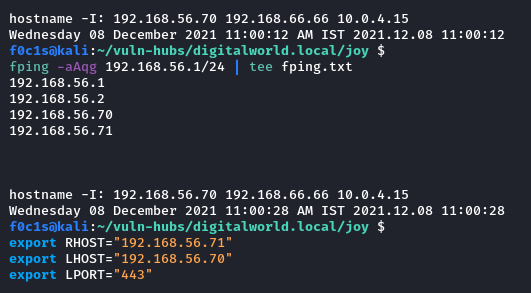 hostname -I: 192.168.56.70 192.168.66.66 10.0.4.15
Wednesday 08 December 2021 11:00:12 AM IST 2021.12.08 11:00:12
f0c1s@kali:~/vuln-hubs/digitalworld.local/joy $
fping -aAqg 192.168.56.1/24 | tee fping.txt
192.168.56.1
192.168.56.2
192.168.56.70
192.168.56.71
hostname -I: 192.168.56.70 192.168.66.66 10.0.4.15
Wednesday 08 December 2021 11:00:28 AM IST 2021.12.08 11:00:28
f0c1s@kali:~/vuln-hubs/digitalworld.local/joy $
export RHOST="192.168.56.71"
export LHOST="192.168.56.70"
export LPORT="443"